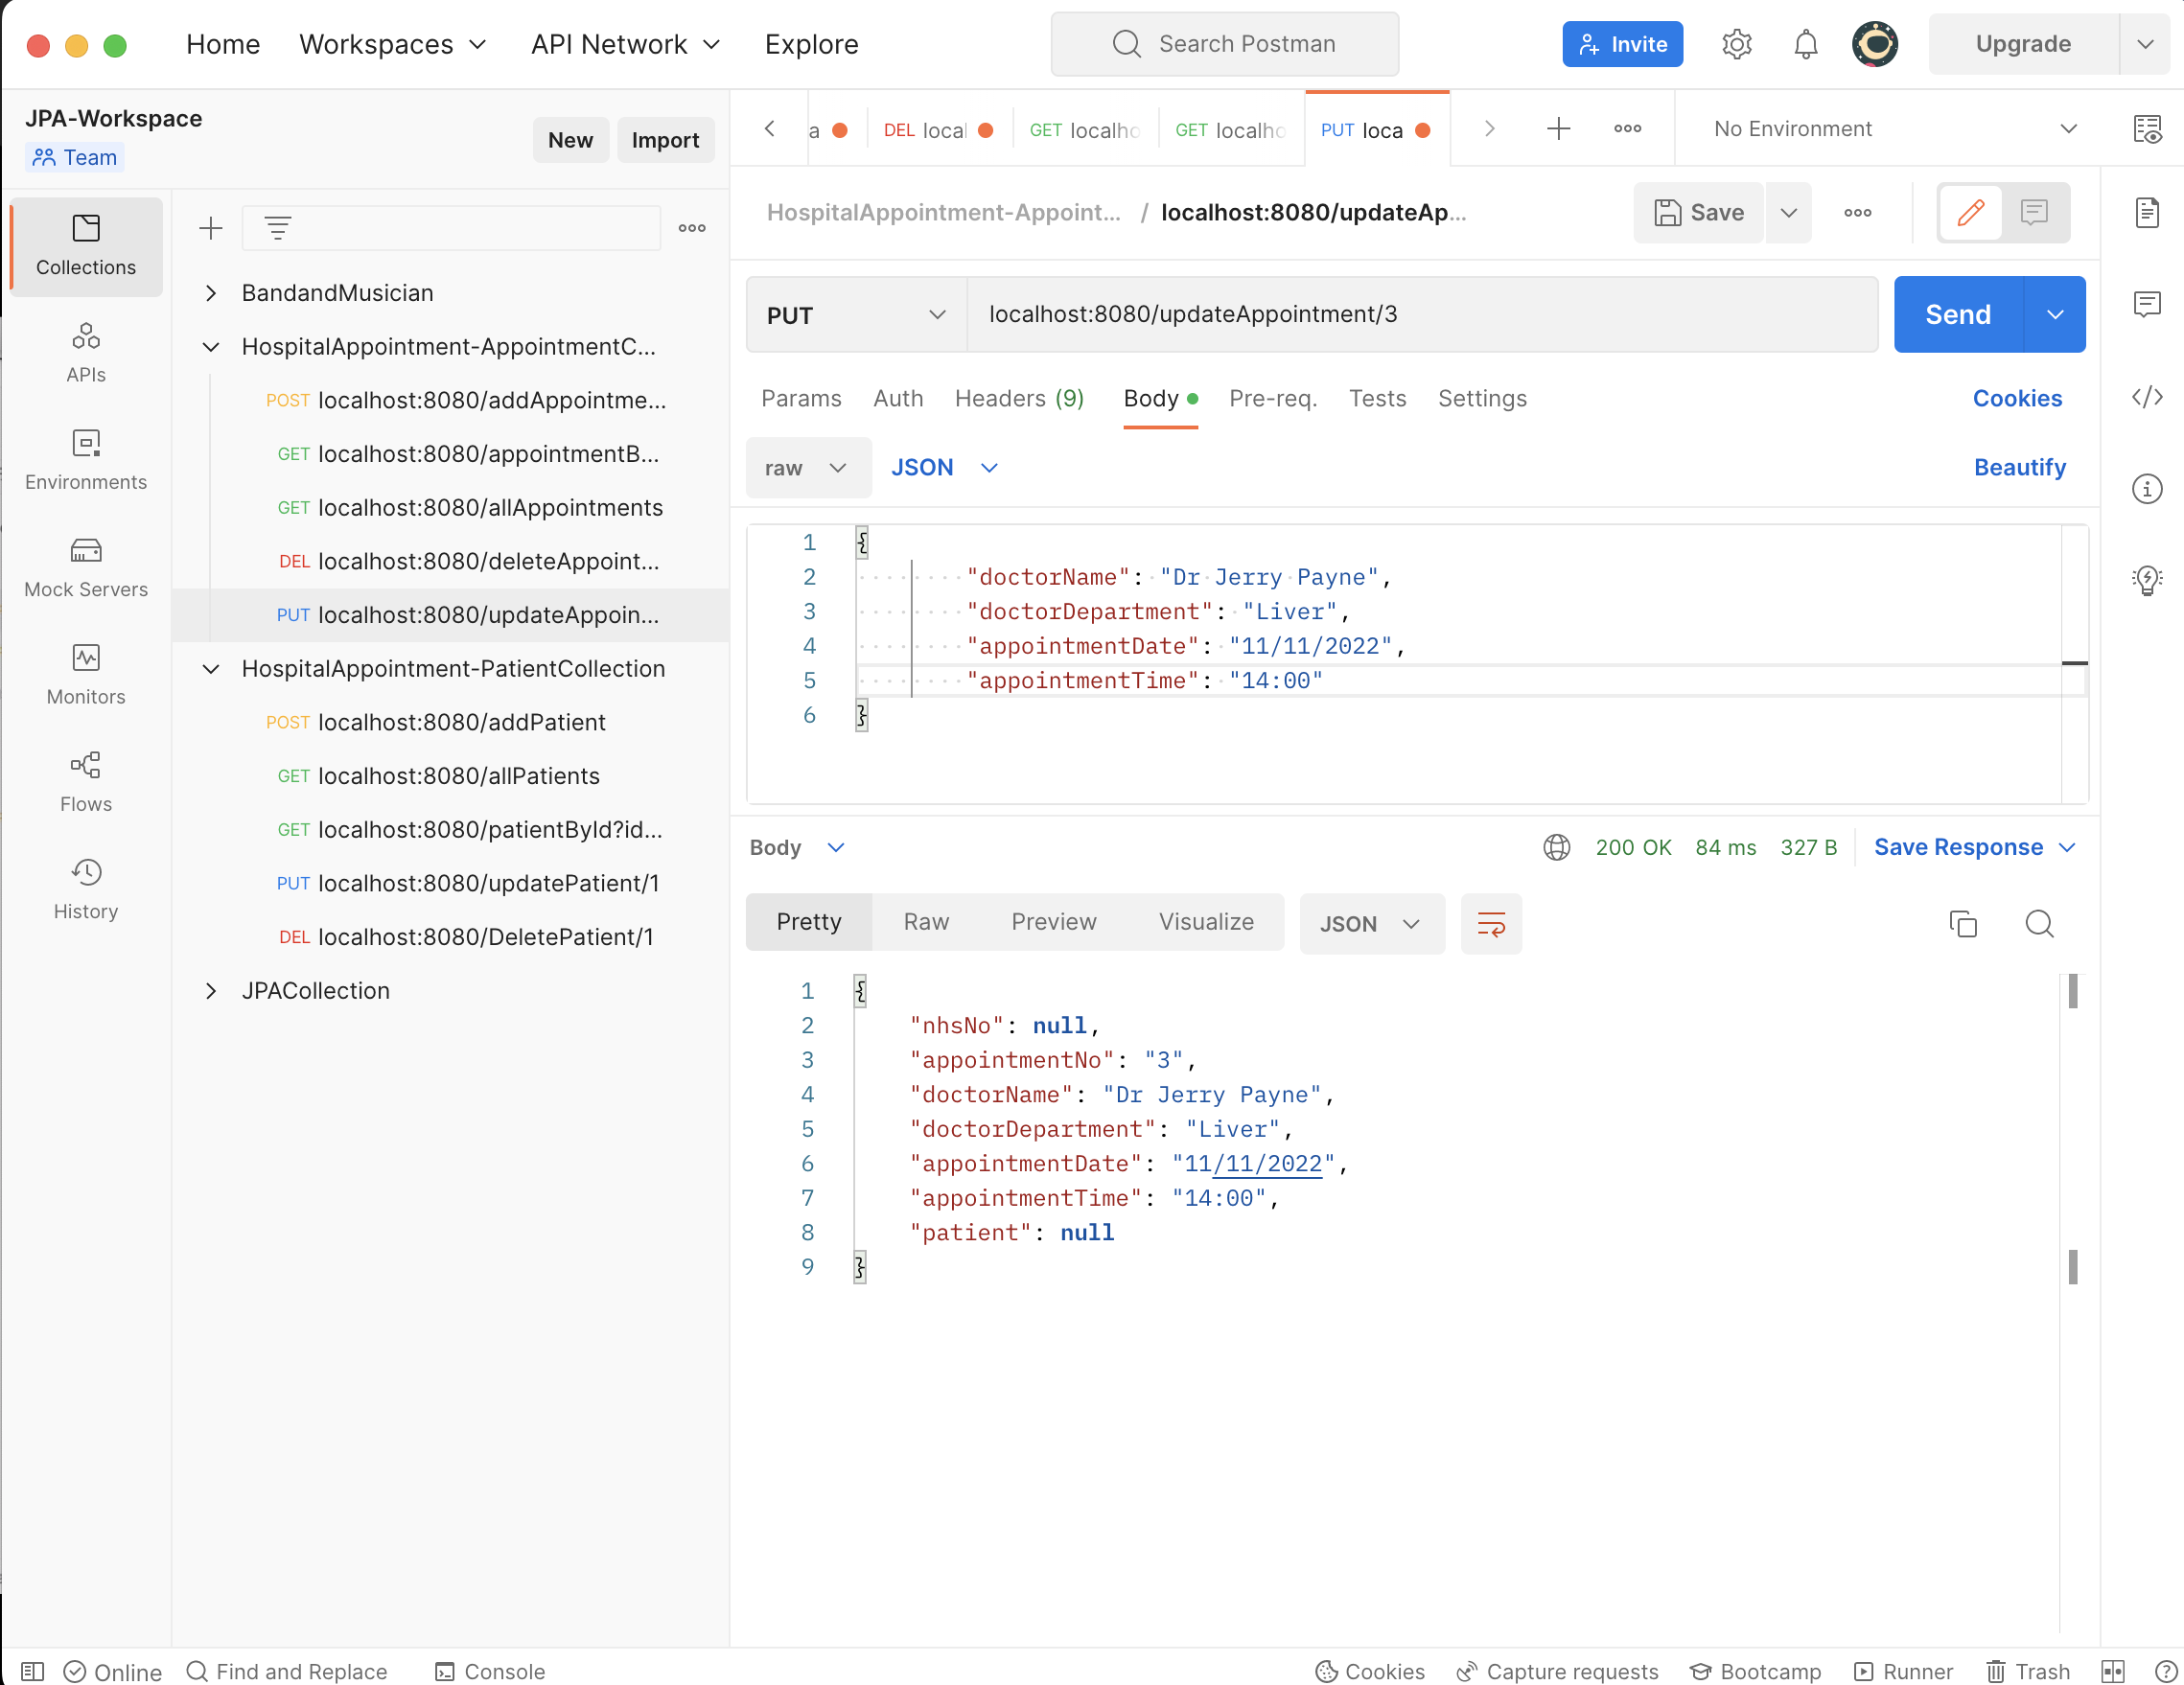 Home Workspaces API Network Explore Search Postman Invite Upgrade
JPA-Workspace
Team
New Import
a DEL local GET localho GET localho PUT loca No Environment
HospitalAppointment-Appoint... / localhost:8080/updateAp... Save
Collections
APIs
Environments
Mock Servers
Monitors
Flows
History
BandandMusician
HospitalAppointment-AppointmentC...
POST localhost:8080/addAppointme...
GET localhost:8080/appointmentB...
GET localhost:8080/allAppointments
DEL localhost:8080/deleteAppoint...
PUT localhost:8080/updateAppoin...
HospitalAppointment-PatientCollection
POST localhost:8080/addPatient
GET localhost:8080/allPatients
GET localhost:8080/patientById?id...
PUT localhost:8080/updatePatient/1
DEL localhost:8080/DeletePatient/1
JPACollection
PUT localhost:8080/updateAppointment/3 Send
Params Auth Headers (9) Body Pre-req. Tests Settings Cookies
raw JSON Beautify
1 {
2 "doctorName": "Dr Jerry Payne",
3 "doctorDepartment": "Liver",
4 "appointmentDate": "11/11/2022",
5 "appointmentTime": "14:00"
6 }
Body 200 OK 84 ms 327 B Save Response
Pretty Raw Preview Visualize JSON
1 {
2 "nhsNo": null,
3 "appointmentNo": "3",
4 "doctorName": "Dr Jerry Payne",
5 "doctorDepartment": "Liver",
6 "appointmentDate": "11/11/2022",
7 "appointmentTime": "14:00",
8 "patient": null
9 }
Online Find and Replace Console Cookies Capture requests Bootcamp Runner Trash